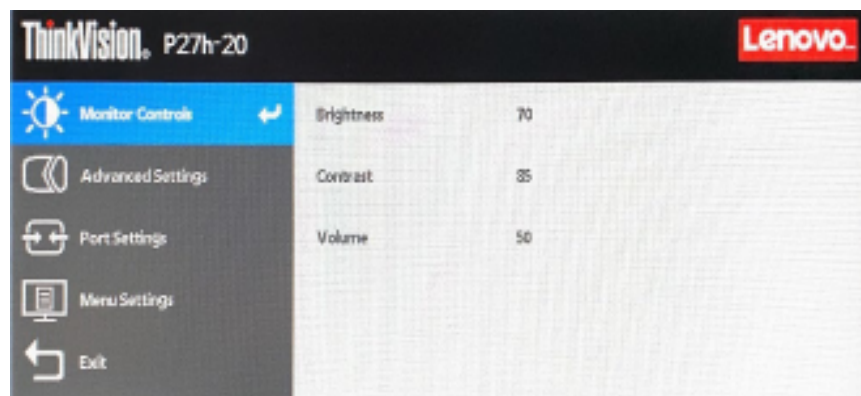 ThinkVision. P27h-20
Lenovo
Monitor Controls
Brightness 70
Advanced Settings
Contrast 85
Port Settings
Volume 50
Menu Settings
Exit